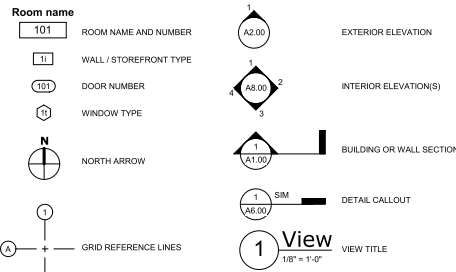 Room name
101
ROOM NAME AND NUMBER
1i
WALL / STOREFRONT TYPE
101
DOOR NUMBER
1t
WINDOW TYPE
N
NORTH ARROW
1
A
GRID REFERENCE LINES
1
A2.00
EXTERIOR ELEVATION
1
4
A8.00
2
3
INTERIOR ELEVATION(S)
1
A1.00
BUILDING OR WALL SECTION
1
SIM
A6.00
DETAIL CALLOUT
1
View
1/8" = 1'-0"
VIEW TITLE